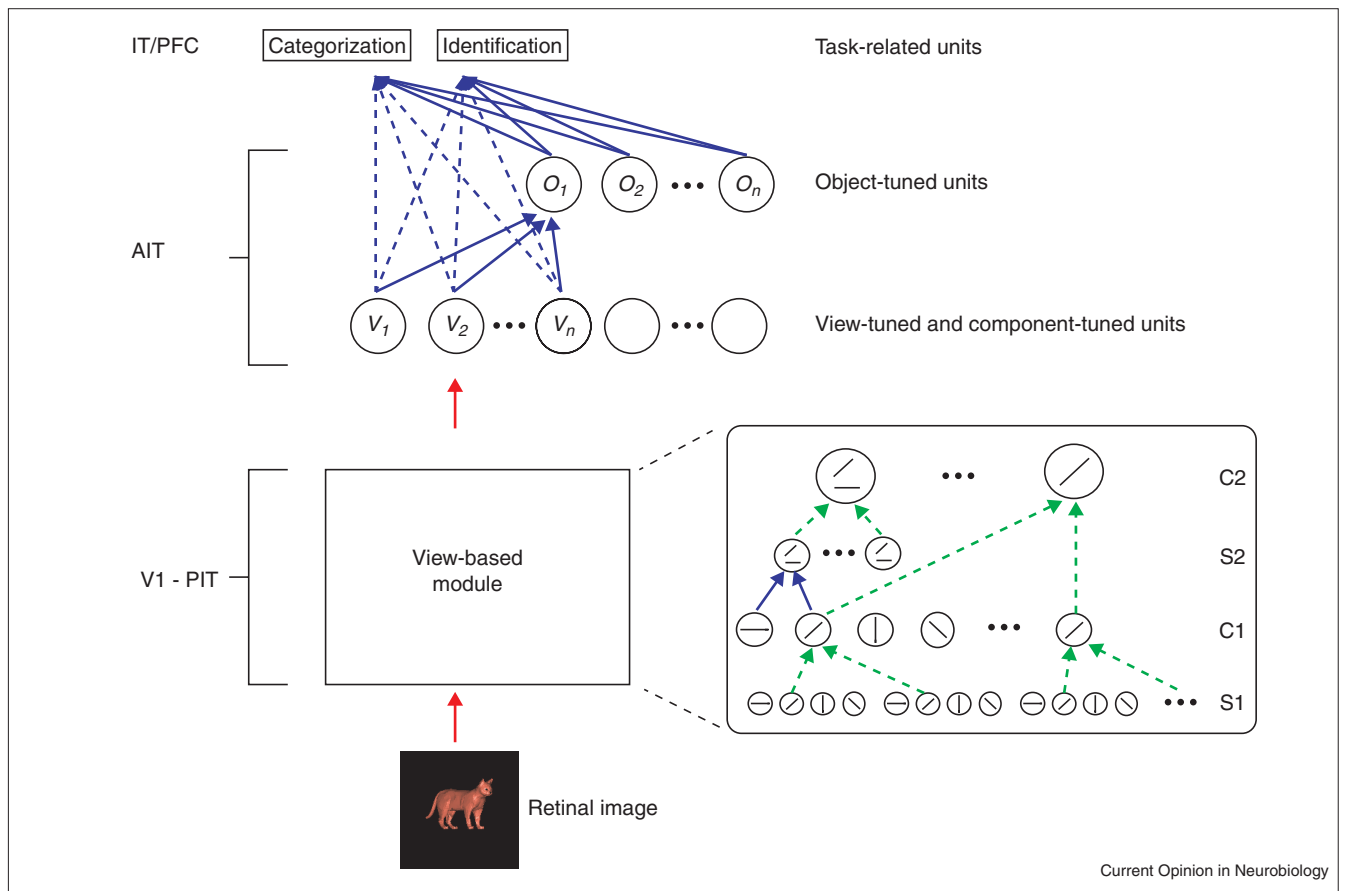 IT/PFC Categorization Identification Task-related units
O1 O2 ••• On Object-tuned units
AIT
V1 V2 ••• Vn ••• View-tuned and component-tuned units
V1 - PIT
View-based
module
••• C2
••• S2
••• C1
••• S1
Retinal image
Current Opinion in Neurobiology